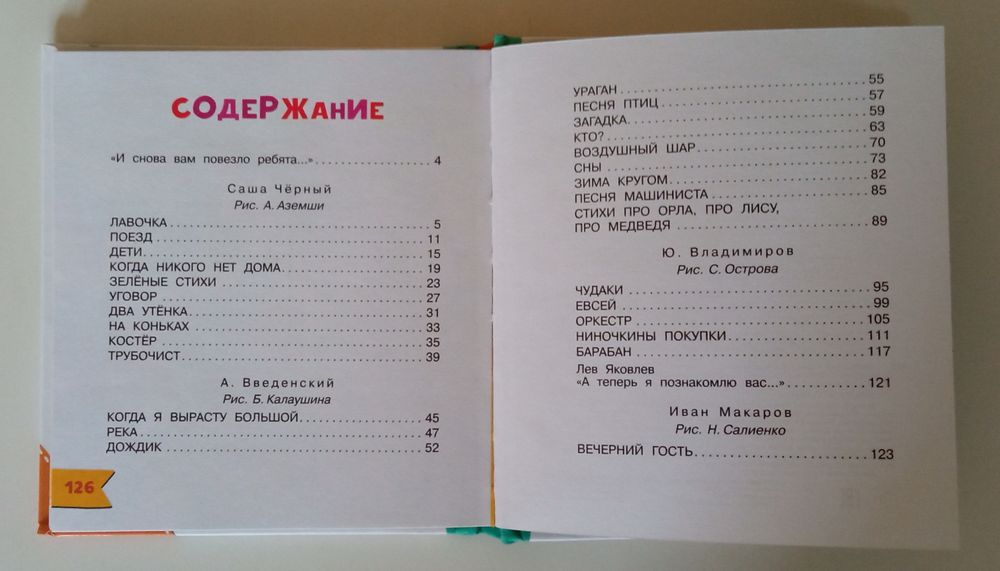 СОДЕРЖАНИЕ
«И снова вам повезло ребята...» 4
Саша Чёрный
Рис. А. Аземши
ЛАВОЧКА 5
ПОЕЗД 11
ДЕТИ 15
КОГДА НИКОГО НЕТ ДОМА 19
ЗЕЛЁНЫЕ СТИХИ 23
УГОВОР 27
ДВА УТЁНКА 31
НА КОНЬКАХ 33
КОСТЁР 35
ТРУБОЧИСТ 39
А. Введенский
Рис. Б. Калаушина
КОГДА Я ВЫРАСТУ БОЛЬШОЙ 45
РЕКА 47
ДОЖДИК 52
126
УРАГАН 55
ПЕСНЯ ПТИЦ 57
ЗАГАДКА 59
КТО? 63
ВОЗДУШНЫЙ ШАР 70
СНЫ 73
ЗИМА КРУГОМ 82
ПЕСНЯ МАШИНИСТА 85
СТИХИ ПРО ОРЛА, ПРО ЛИСУ,
ПРО МЕДВЕДЯ 89
Ю. Владимиров
Рис. С. Острова
ЧУДАКИ 95
ЕВСЕЙ 99
ОРКЕСТР 105
НИНОЧКИНЫ ПОКУПКИ 111
БАРАБАН 117
Лев Яковлев
«А теперь я познакомлю вас...» 121
Иван Макаров
Рис. Н. Салиенко
ВЕЧЕРНИЙ ГОСТЬ 123